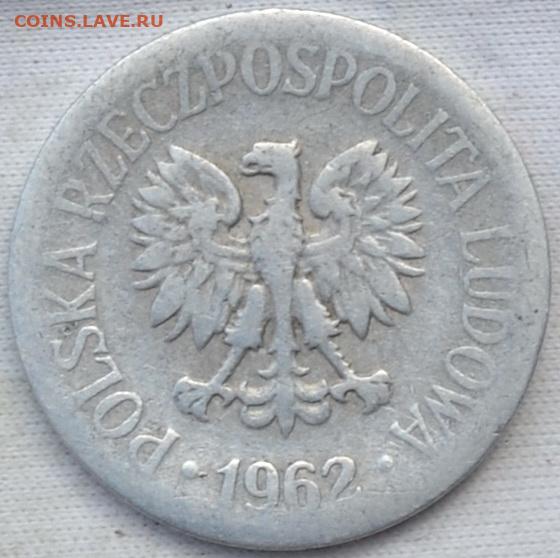 COINS.LAVE.RU
POLSKA RZECZPOSPOLITA LUDOWA
· 1962 ·